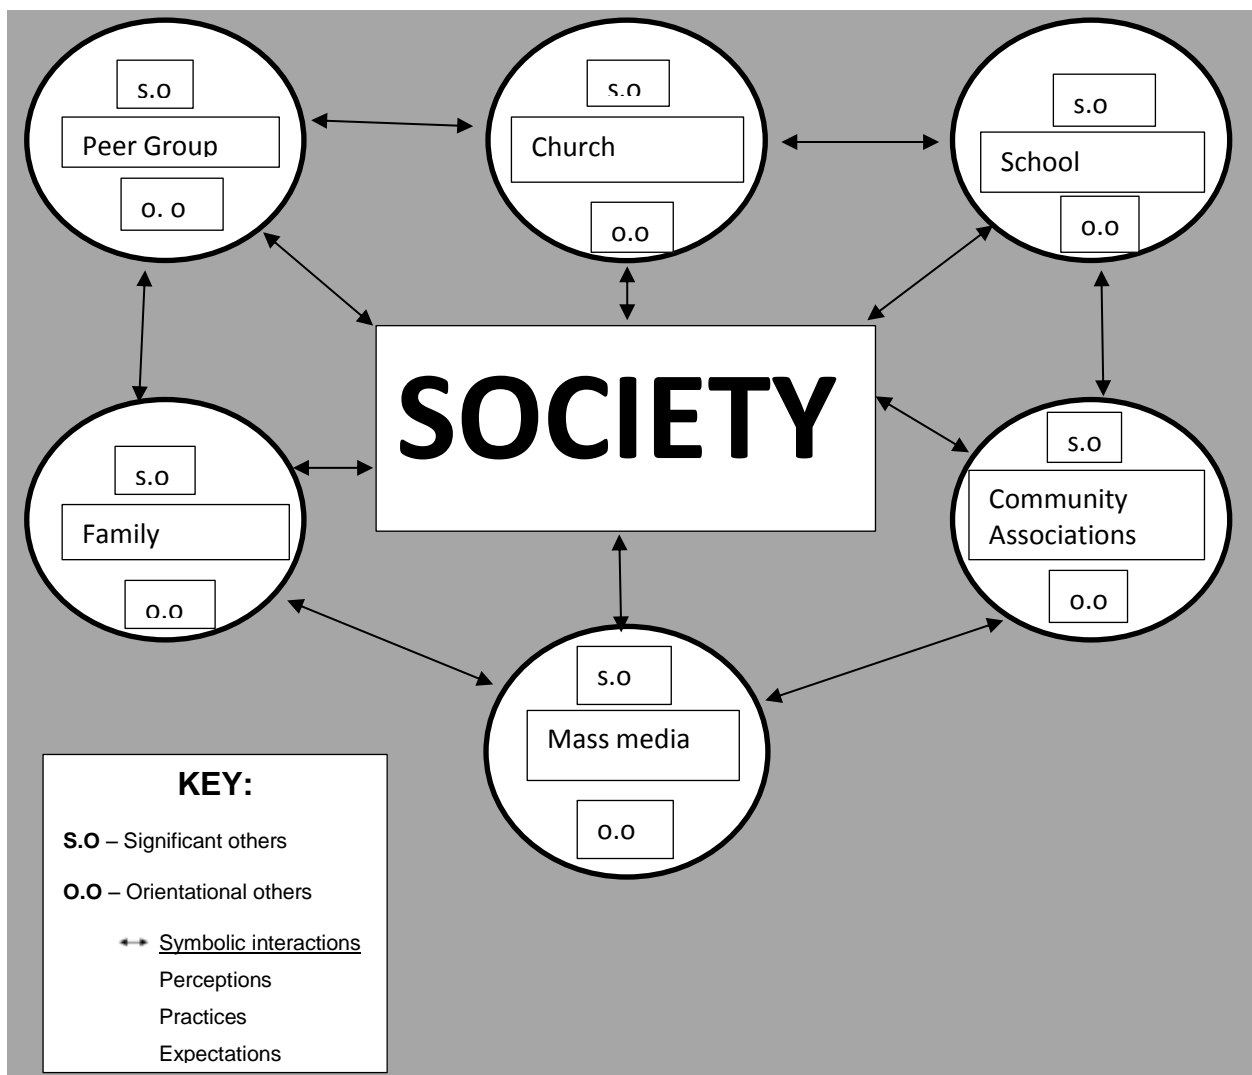 s.o
Peer Group
o. o
s.o
Church
o.o
s.o
School
o.o
SOCIETY
s.o
Family
o.o
s.o
Community
Associations
o.o
s.o
Mass media
o.o
KEY:
S.O – Significant others
O.O – Orientational others
Symbolic interactions
Perceptions
Practices
Expectations